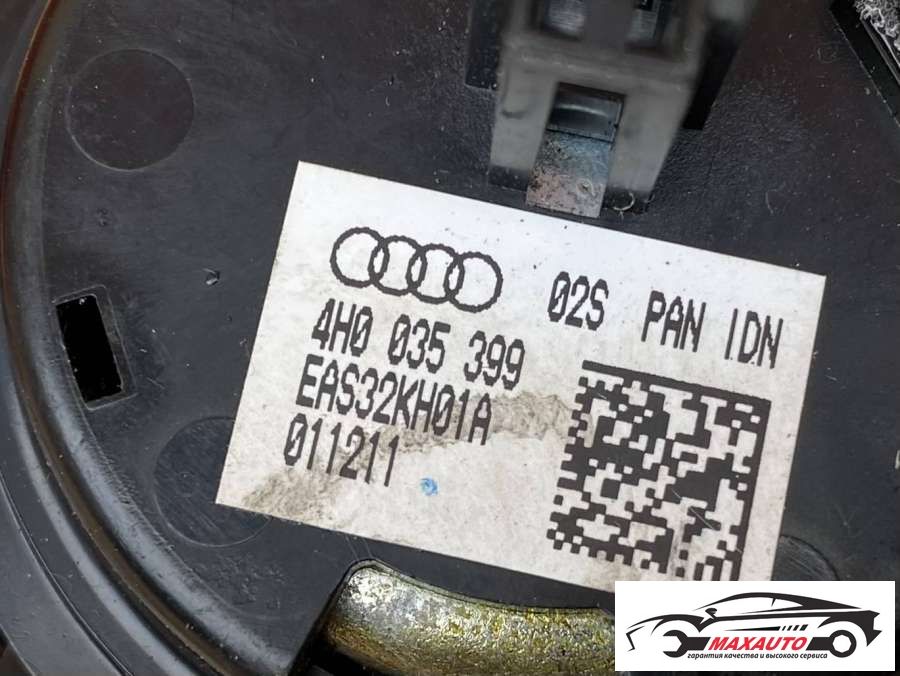 02S PAN IDN
4H0 035 399
EAS32KH01A
011211
MAXAUTO
гарантия качества и высокого сервиса